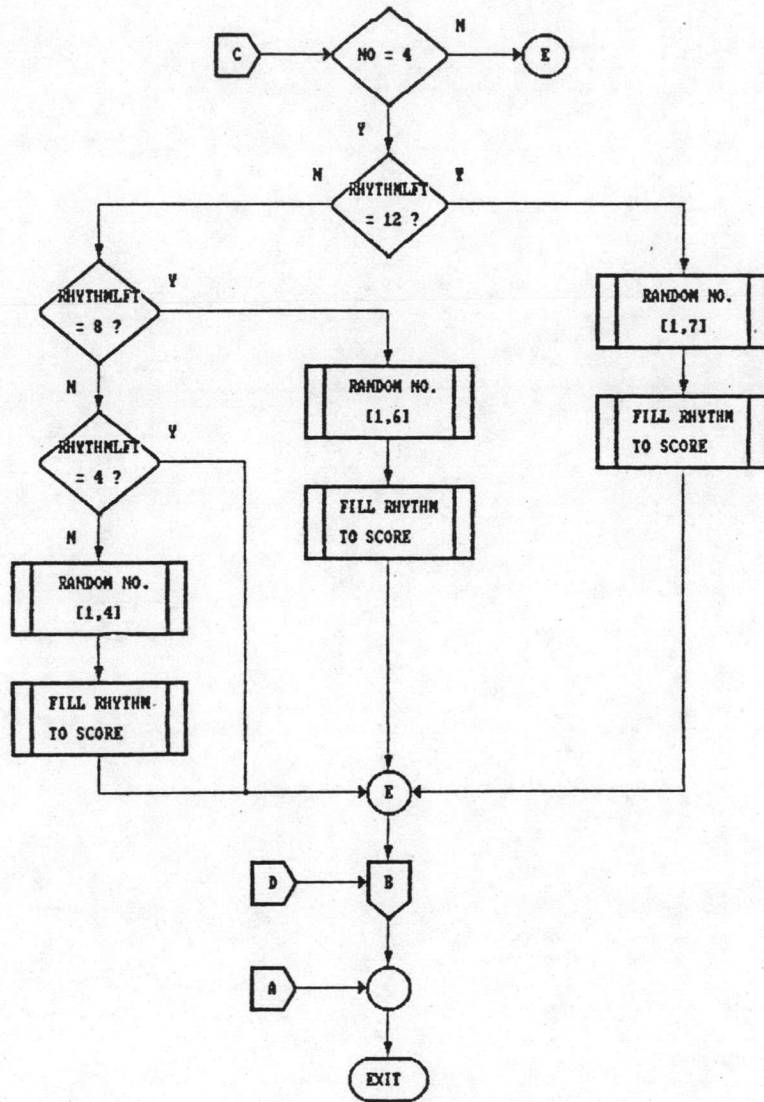 C
NO = 4
N
E
Y
N
RHYTHMLFT
= 12 ?
Y
RHYTHMLFT
= 8 ?
Y
RANDOM NO.
[1,7]
N
RANDOM NO.
[1,6]
FILL RHYTHM
TO SCORE
RHYTHMLFT
= 4 ?
Y
FILL RHYTHM
TO SCORE
N
RANDOM NO.
[1,4]
FILL RHYTHM
TO SCORE
E
D
B
A
EXIT